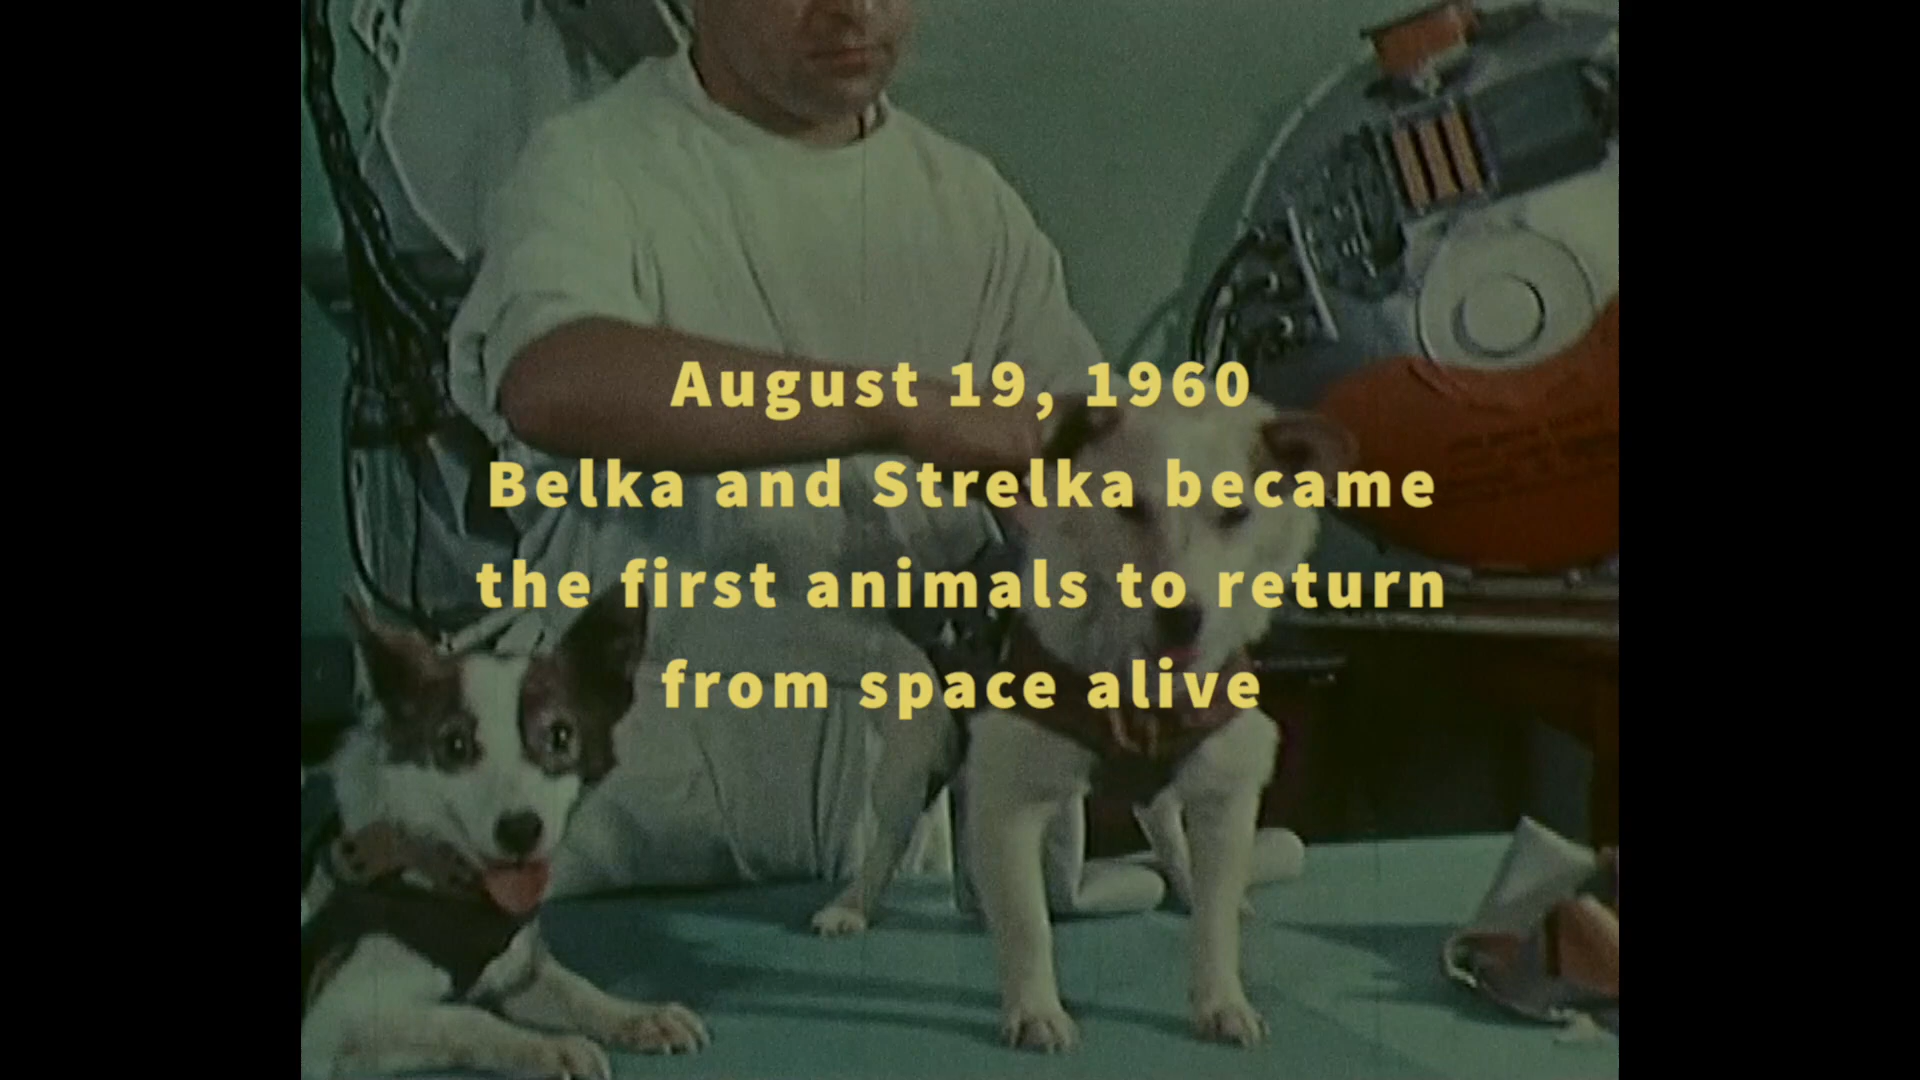 August 19, 1960
Belka and Strelka became
the first animals to return
from space alive